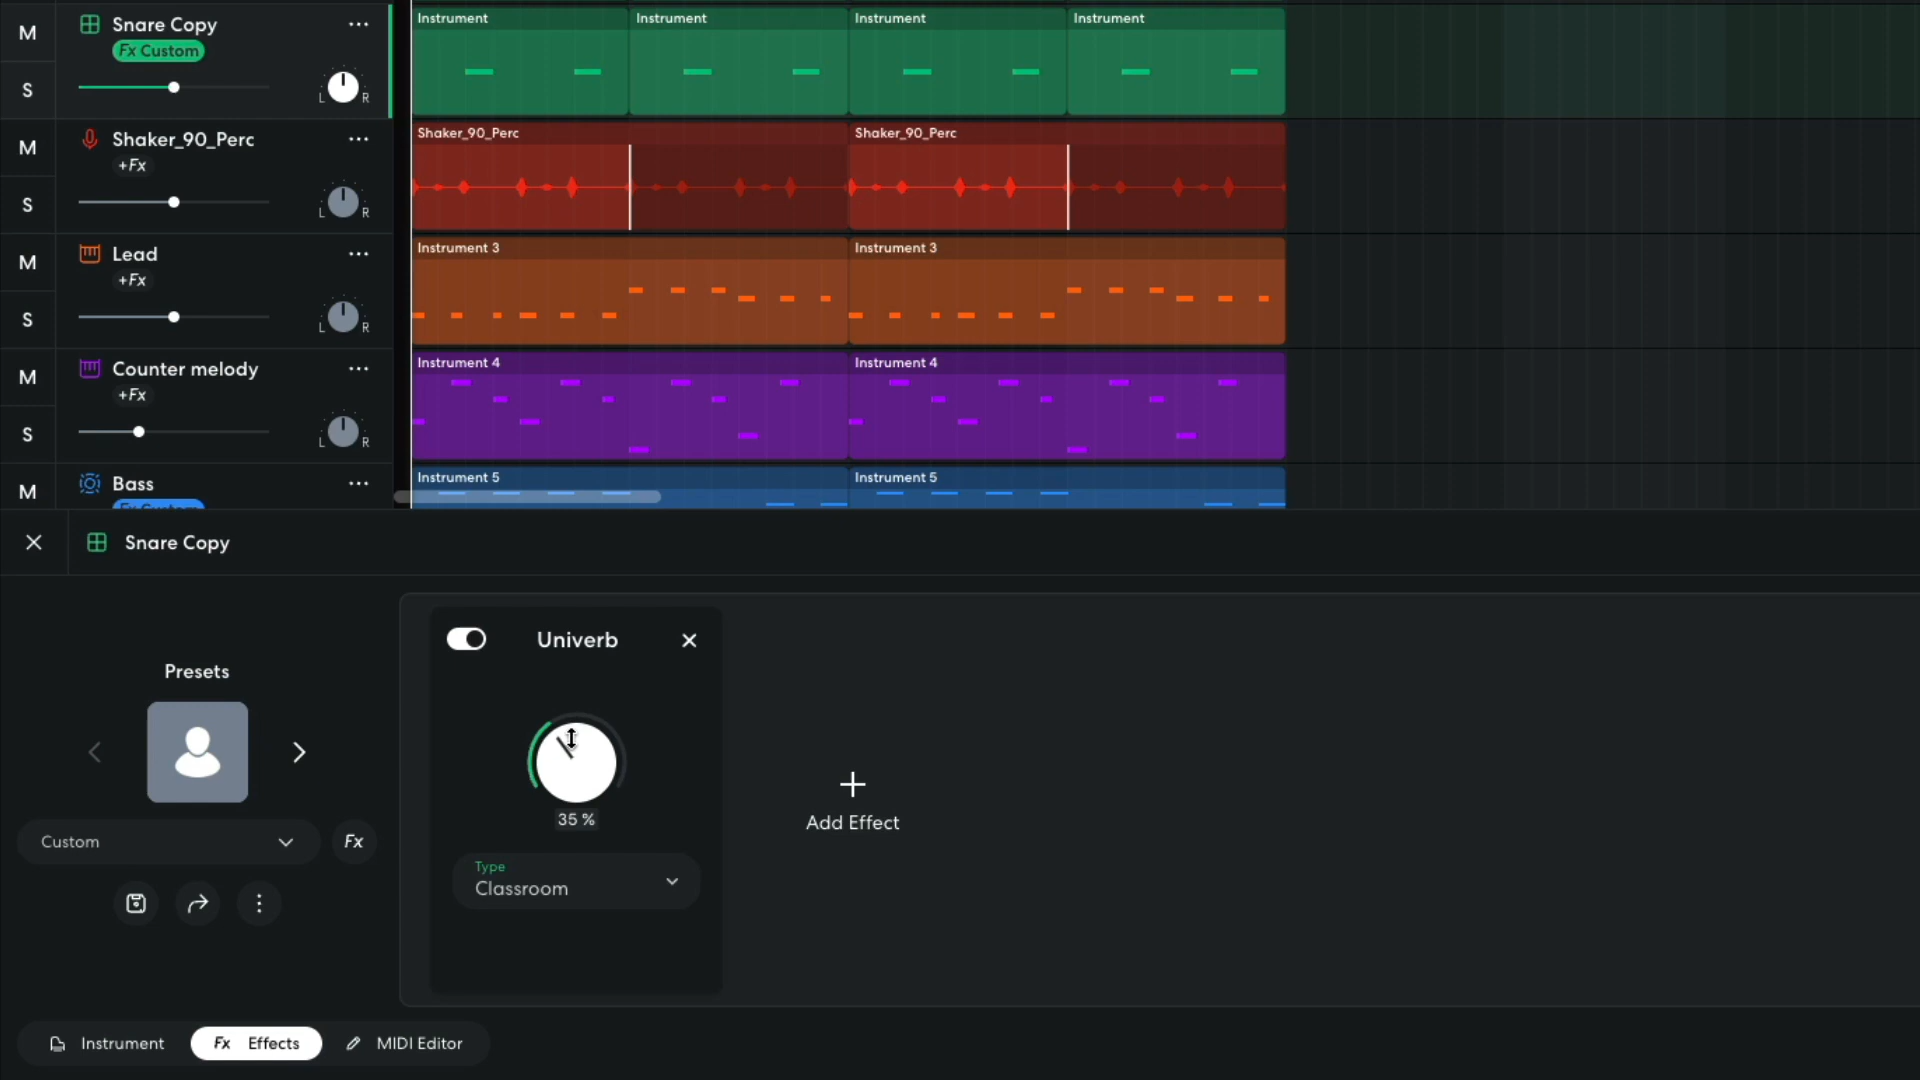 M
S
Snare Copy
Fx Custom
L R
Instrument Instrument Instrument Instrument
M
S
Shaker_90_Perc
+Fx
L R
Shaker_90_Perc Shaker_90_Perc
M
S
Lead
+Fx
L R
Instrument 3 Instrument 3
M
S
Counter melody
+Fx
L R
Instrument 4 Instrument 4
M
Bass
Fx Custom
Instrument 5 Instrument 5
Snare Copy
Presets
Custom
Fx
Univerb
35 %
Type
Classroom
Add Effect
Instrument
Fx Effects
MIDI Editor